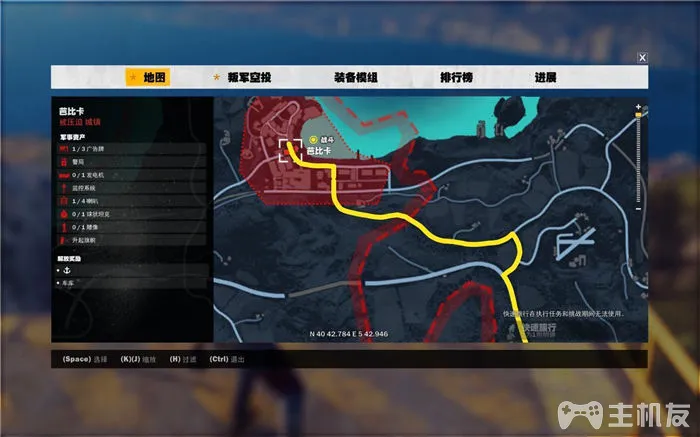 X
地图
叛军空投
装备模组
排行榜
进展
芭比卡
被压迫 城镇
军事资产
1/3 广告牌
警局
0/1 发电机
监控系统
1/4 喇叭
0/1 球状坦克
0/1 雕像
升起旗帜
解放奖励
车库
战斗
芭比卡
+
-
快速旅行在执行任务和挑战期间无法使用.
快速旅行
N 40 42.784 E 5 42.946
(Space) 选择 (K)(J) 缩放 (H) 过滤 (Ctrl) 退出
主机友